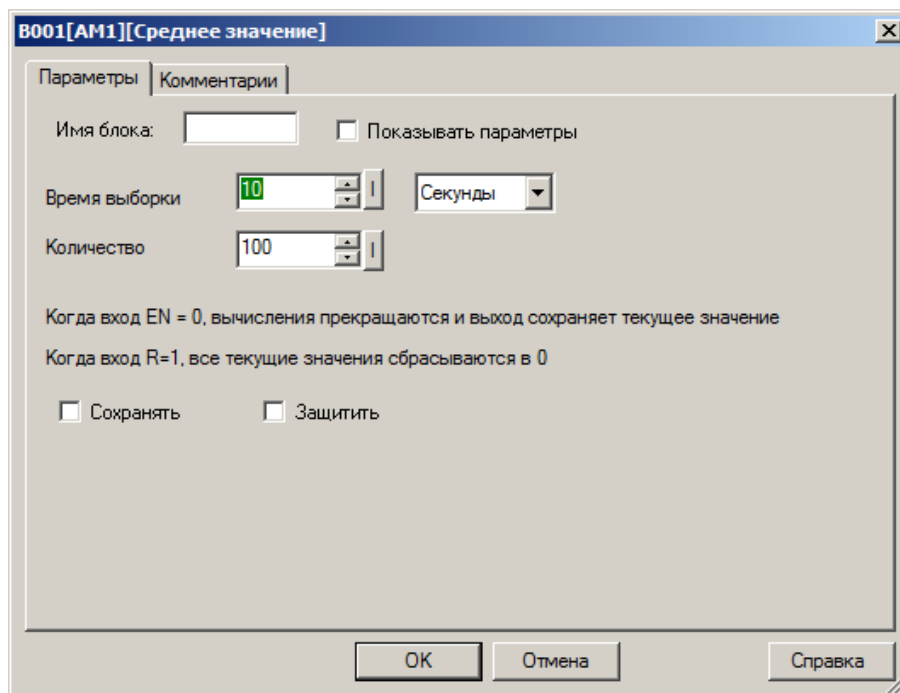 B001[AM1][Среднее значение]
Параметры Комментарии
Имя блока: Показывать параметры
Время выборки 10 Секунды
Количество 100
Когда вход EN = 0, вычисления прекращаются и выход сохраняет текущее значение
Когда вход R=1, все текущие значения сбрасываются в 0
Сохранять Защитить
OK Отмена Справка